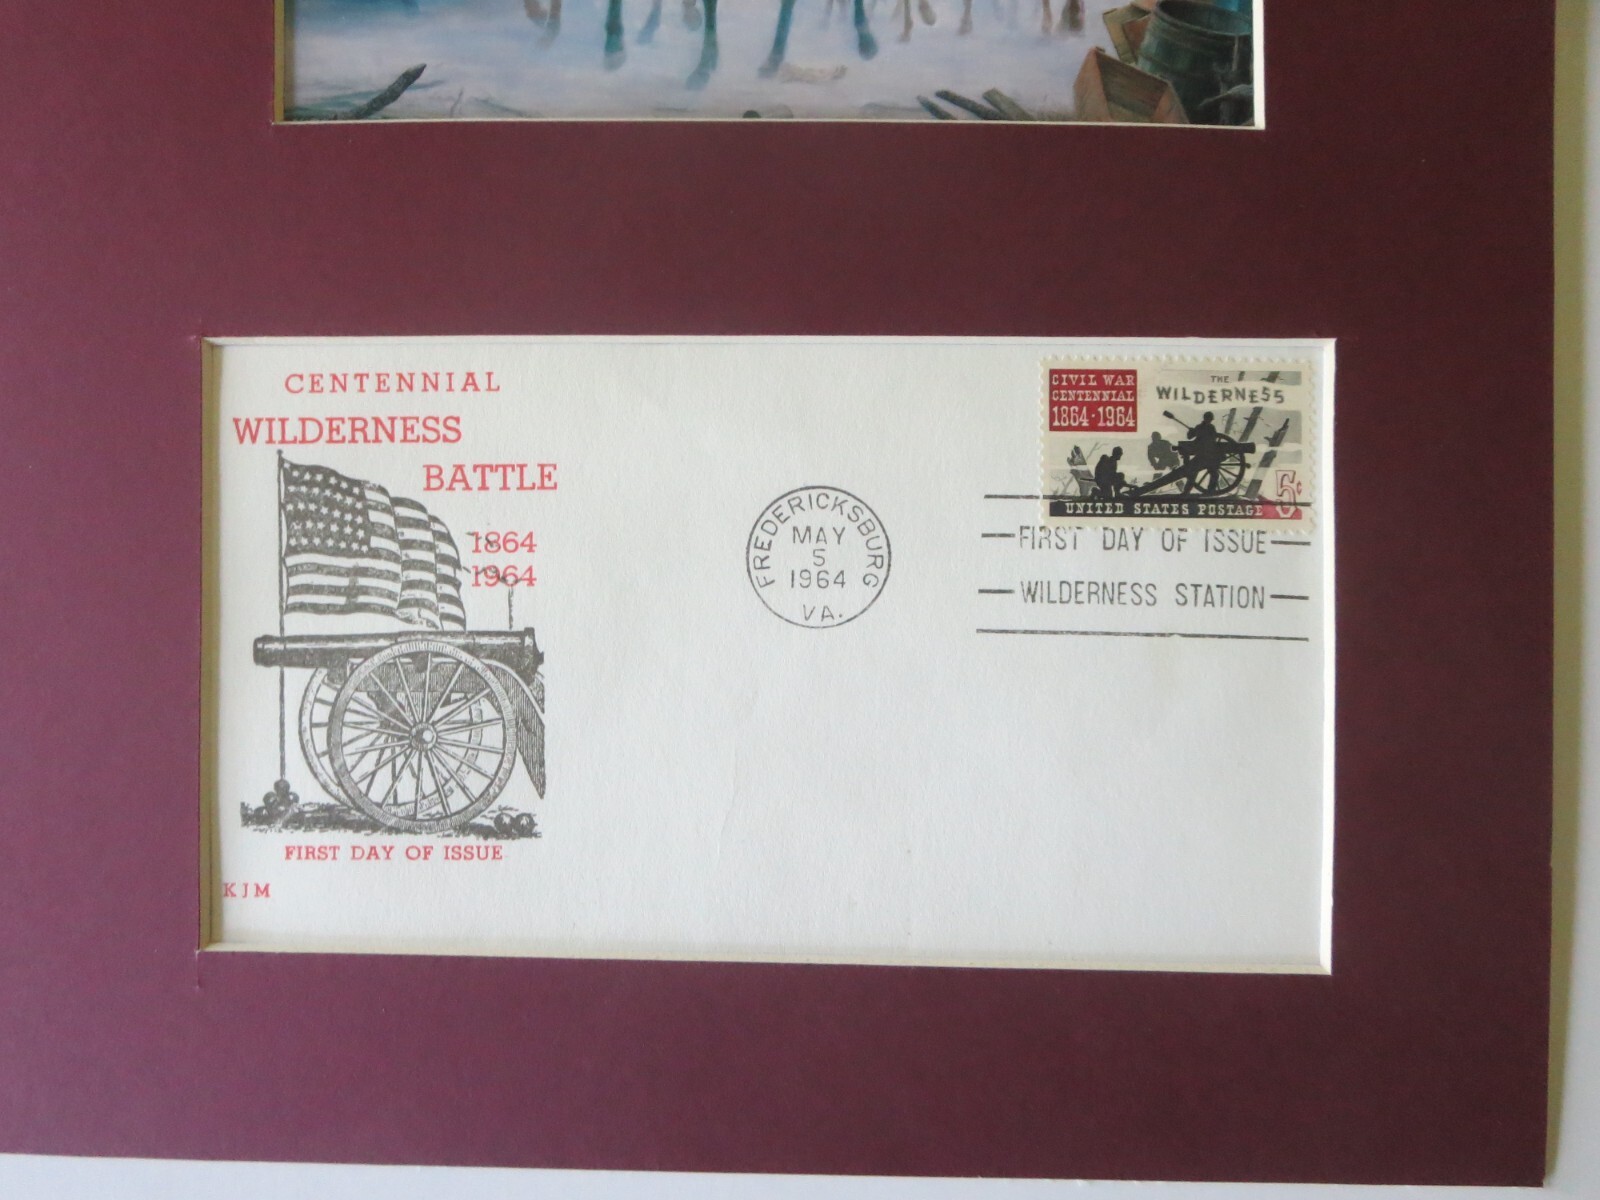 CENTENNIAL
WILDERNESS
BATTLE
1864
1964
FIRST DAY OF ISSUE
KJM
FREDERICKSBURG
MAY
5
1964
VA.
CIVIL WAR
CENTENNIAL
1864-1964
THE
WILDERNESS
5¢
UNITED STATES POSTAGE
FIRST DAY OF ISSUE
WILDERNESS STATION